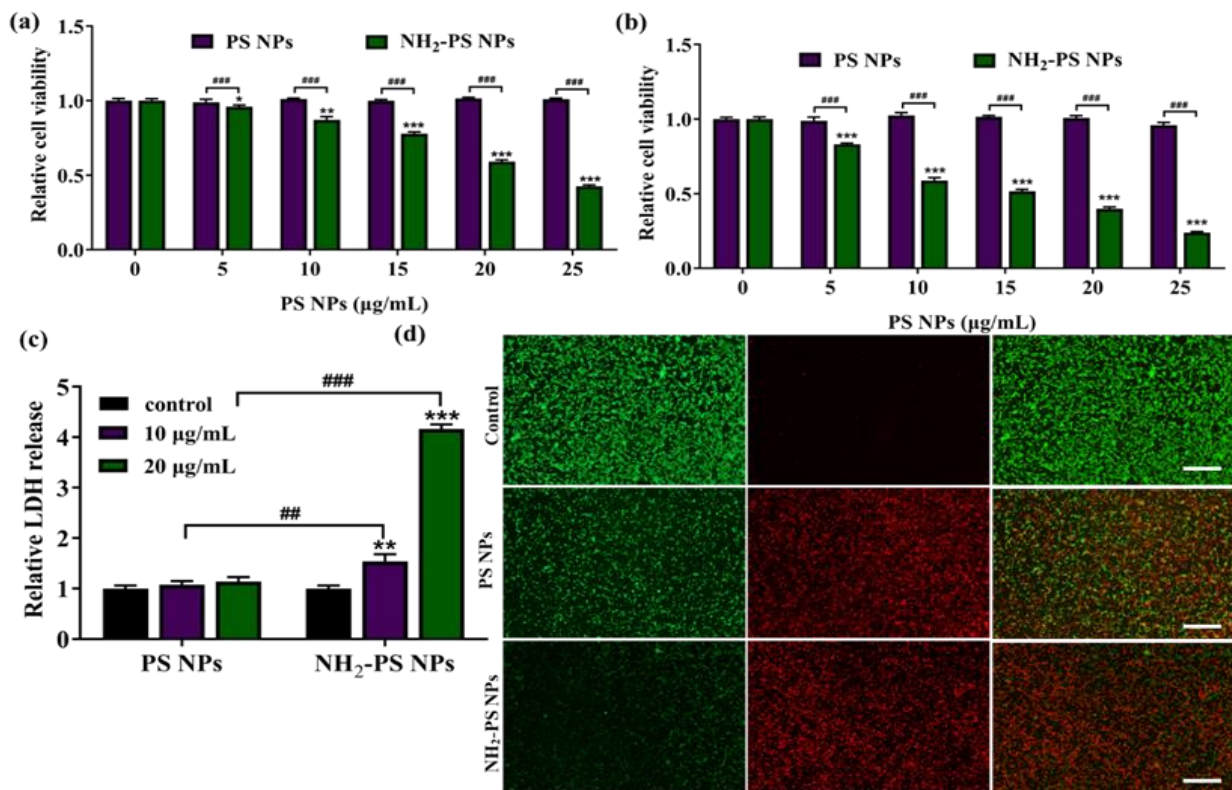 (a)
1.5
1.0
0.5
0.0
Relative cell viability
PS NPs
NH₂-PS NPs
###
*
###
**
###
***
###
***
###
***
0 5 10 15 20 25
PS NPs (µg/mL)
(b)
1.5
1.0
0.5
0.0
Relative cell viability
PS NPs
NH₂-PS NPs
###
***
###
***
###
***
###
***
###
***
0 5 10 15 20 25
PS NPs (µg/mL)
(c)
5
4
3
2
1
0
Relative LDH release
control
10 µg/mL
20 µg/mL
###
***
##
**
PS NPs NH₂-PS NPs
(d)
Control
PS NPs
NH₂-PS NPs